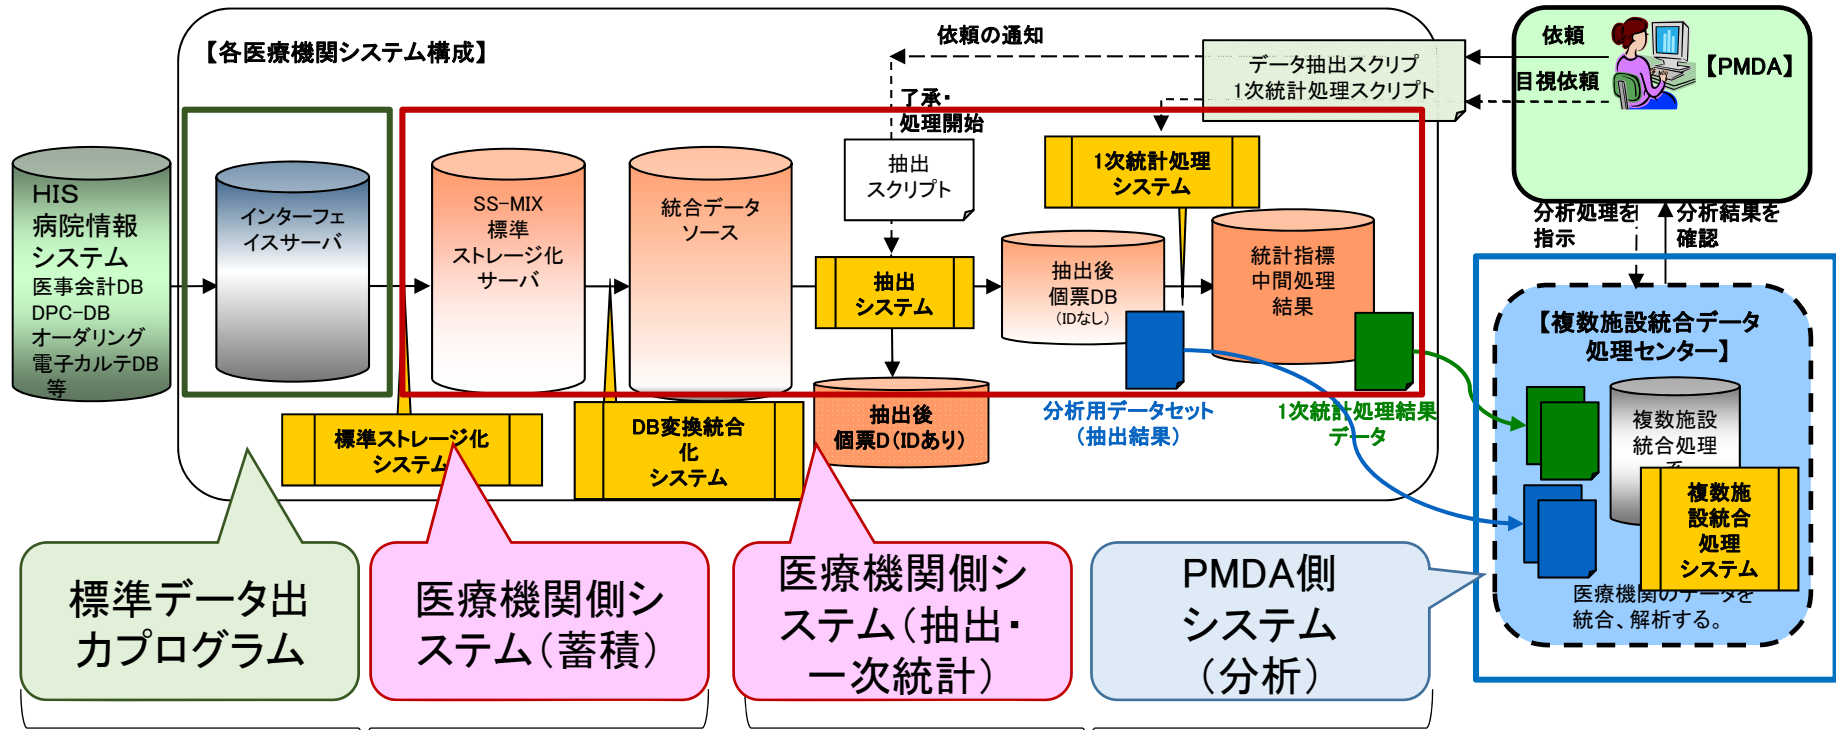 【各医療機関システム構成】
依頼の通知
データ抽出スクリプ
1次統計処理スクリプト
依頼
目視依頼
【PMDA】
了承・
処理開始
HIS
病院情報
システム
医事会計DB
DPC-DB
オーダリング
電子カルテDB
等
インターフェ
イスサーバ
SS-MIX
標準
ストレージ化
サーバ
統合データ
ソース
抽出
スクリプト
抽出
システム
1次統計処理
システム
抽出後
個票DB
(IDなし)
統計指標
中間処理
結果
分析処理を
指示
分析結果を
確認
標準ストレージ化
システム
DB変換統合
化
システム
抽出後
個票D(IDあり)
分析用データセット
(抽出結果)
1次統計処理結果
データ
【複数施設統合データ
処理センター】
複数施設
統合処理
複数施
設統合
処理
システム
医療機関のデータを
統合、解析する。
標準データ出
力プログラム
医療機関側シ
ステム(蓄積)
医療機関側シ
ステム(抽出・
一次統計)
PMDA側
システム
(分析)